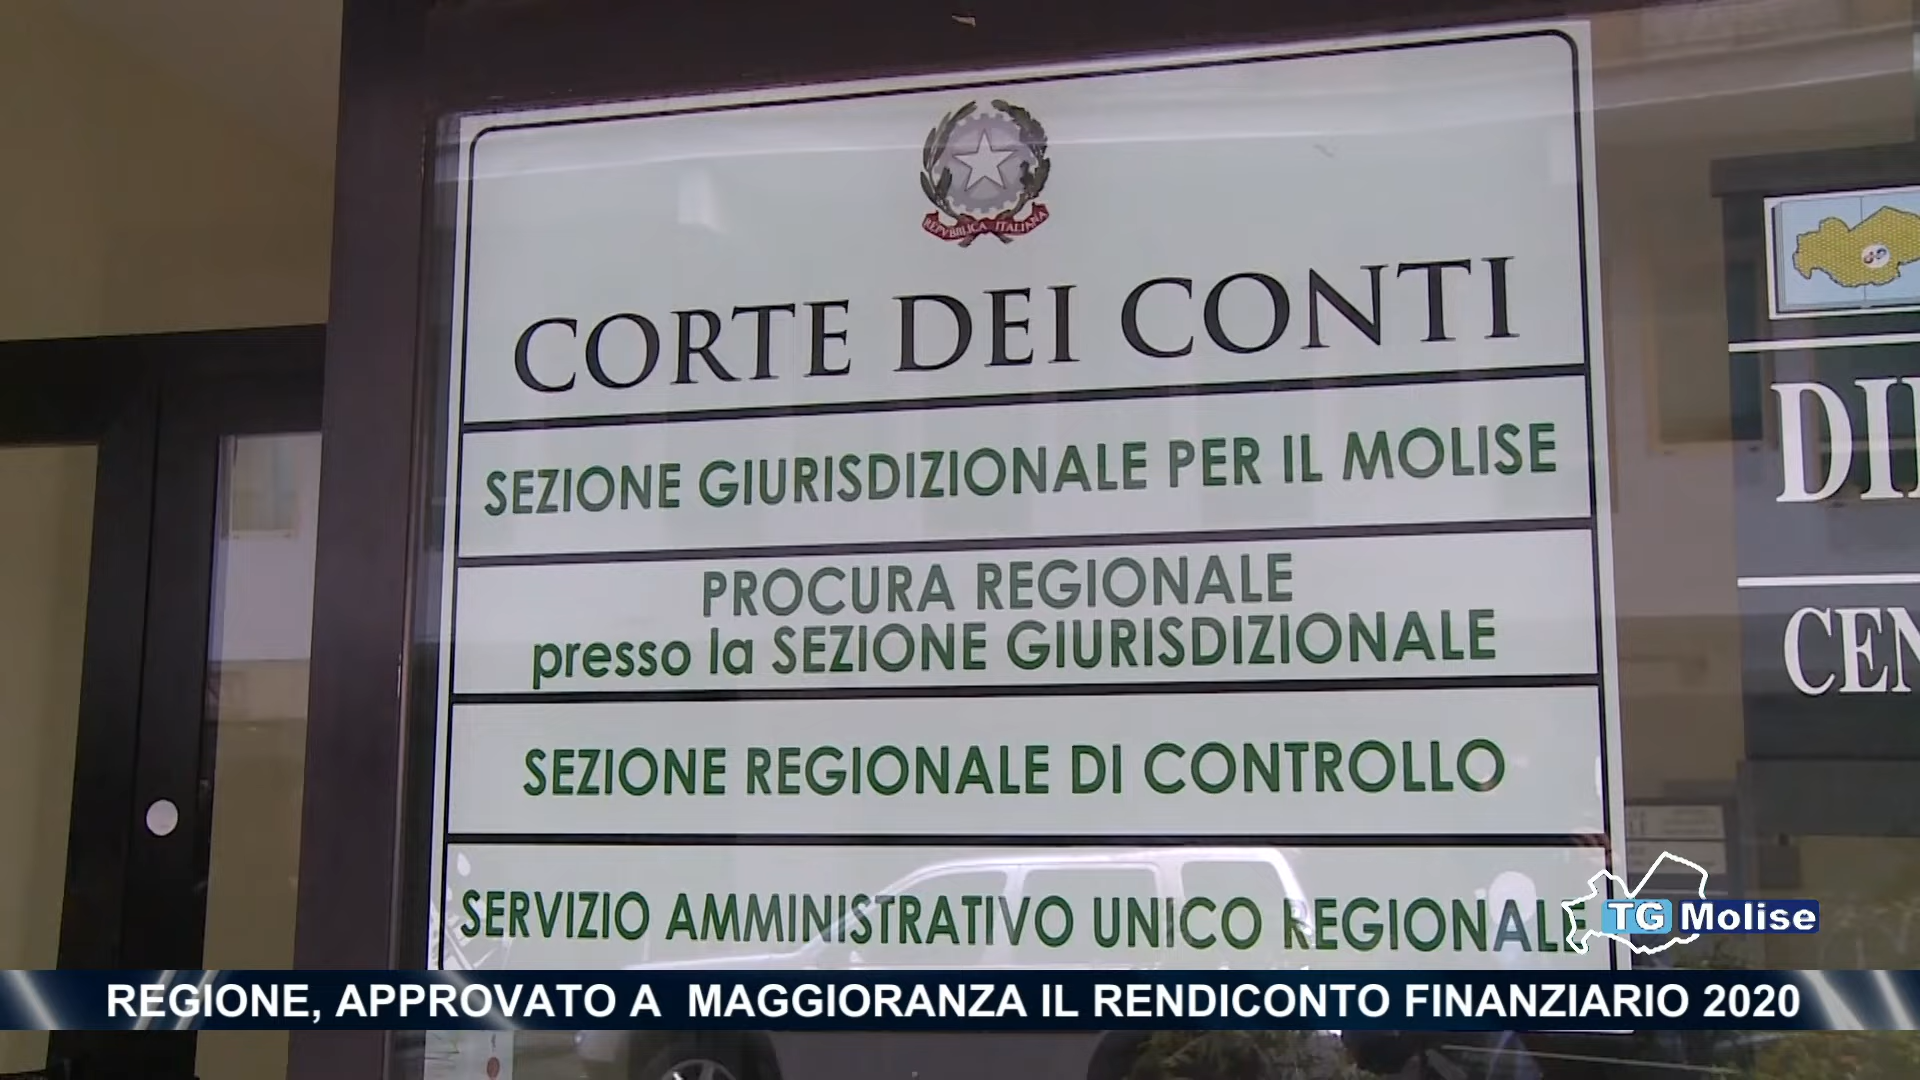 REPVBBLICA ITALIANA
CORTE DEI CONTI
SEZIONE GIURISDIZIONALE PER IL MOLISE
PROCURA REGIONALE
presso la SEZIONE GIURISDIZIONALE
SEZIONE REGIONALE DI CONTROLLO
SERVIZIO AMMINISTRATIVO UNICO REGIONALE
TG Molise
REGIONE, APPROVATO A MAGGIORANZA IL RENDICONTO FINANZIARIO 2020